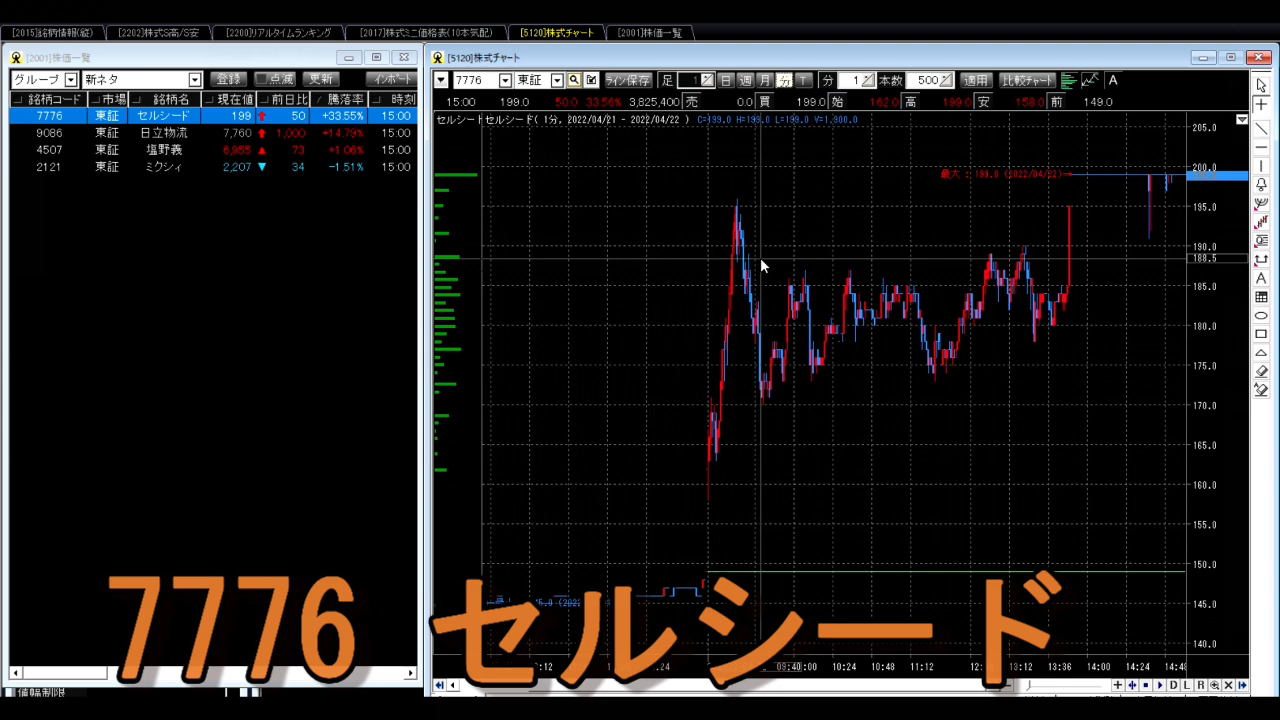 [2015]銘柄情報(縦) [2202]株式S高/S安 [2200]リアルタイムランキング [2017]株式ミニ価格表(10本気配) [5120]株式チャート [2001]株価一覧
[2001]株価一覧
グループ 新ネタ 登録 点滅 更新 インポート
銘柄コード 市場 銘柄名 現在値 前日比 騰落率 時刻
7776 東証 セルシード 199 50 +33.55% 15:00
9086 東証 日立物流 7,760 1,000 +14.79% 15:00
4507 東証 塩野義 6,955 73 +1.06% 15:00
2121 東証 ミクシィ 2,207 34 -1.51% 15:00
[5120]株式チャート
7776 東証 ライン保存 足 1 日 週 月 分 T 分 1 本数 500 適用 比較チャート A
15:00 199.0 50.0 33.56% 3,825,400 売 0.0 買 199.0 始 162.0 高 199.0 安 158.0 前 149.0
セルシード セルシード( 1分, 2022/04/21 - 2022/04/22 ) C=199.0 H=199.0 L=199.0 V=1,900.0
205.0
200.0
最大 : 199.0 (2022/04/22)→
195.0
190.0
188.5
185.0
180.0
175.0
170.0
165.0
160.0
155.0
150.0
145.0
140.0
09:40:00 10:24 10:48 11:12 13:12 13:36 14:00 14:24 14:48
7776 セルシード
D L R
値幅制限